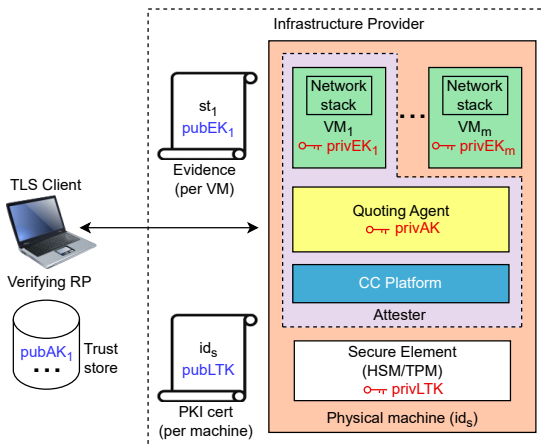 Infrastructure Provider
st1
pubEK1
Evidence
(per VM)
Network
stack
VM1
privEK1
...
Network
stack
VMm
privEKm
TLS Client
Verifying RP
pubAK1
...
Trust
store
Quoting Agent
privAK
CC Platform
Attester
ids
pubLTK
PKI cert
(per machine)
Secure Element
(HSM/TPM)
privLTK
Physical machine (ids)